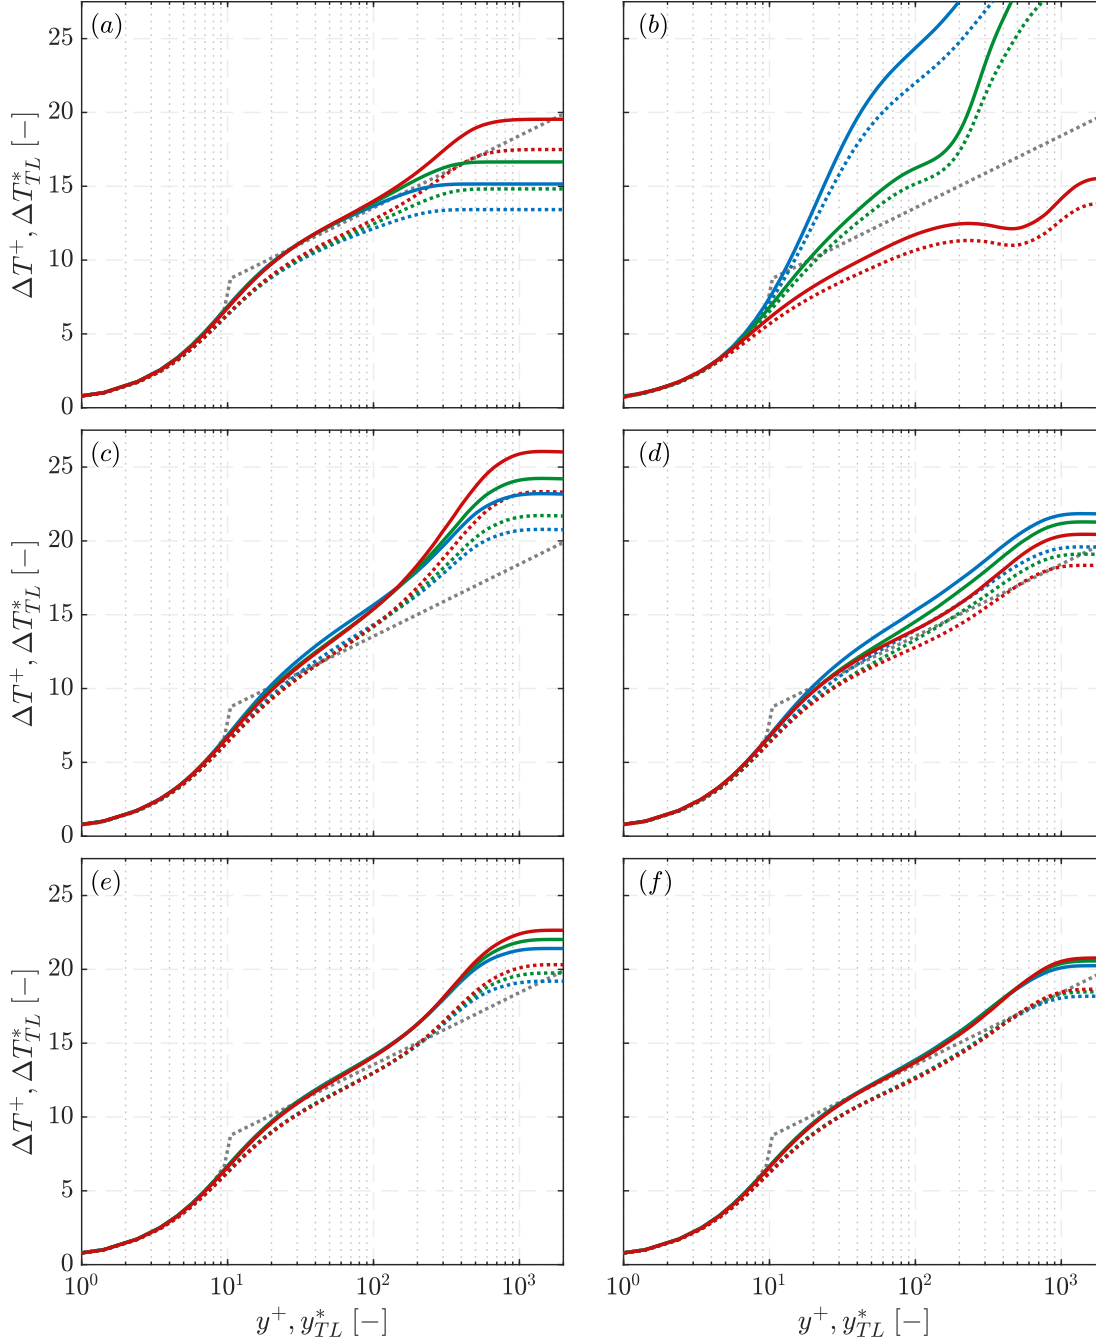 (a)
(b)
25
20
15
10
5
0
ΔT⁺, ΔT*_TL [−]
(c)
(d)
25
20
15
10
5
0
ΔT⁺, ΔT*_TL [−]
(e)
(f)
25
20
15
10
5
0
ΔT⁺, ΔT*_TL [−]
10⁰ 10¹ 10² 10³ 10⁰ 10¹ 10² 10³
y⁺, y*_TL [−] y⁺, y*_TL [−]